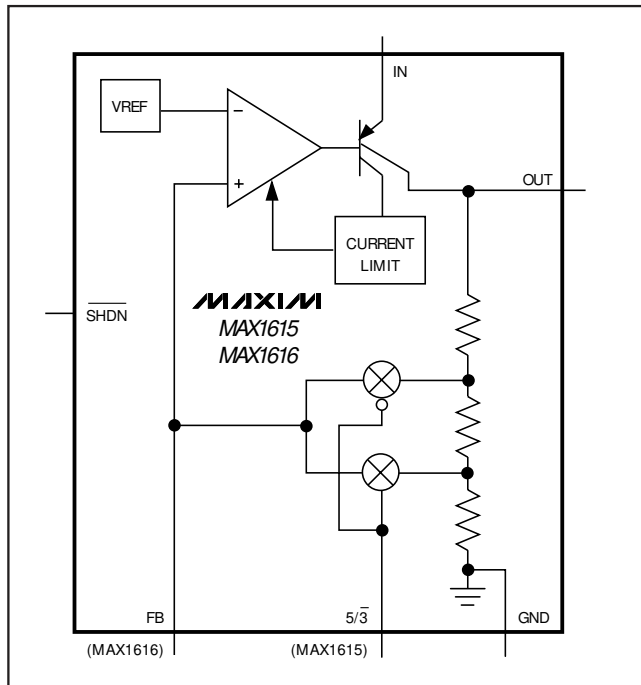 IN
VREF
−
+
OUT
CURRENT
LIMIT
SHDN
MAXIM
MAX1615
MAX1616
FB
5/3
GND
(MAX1616)
(MAX1615)